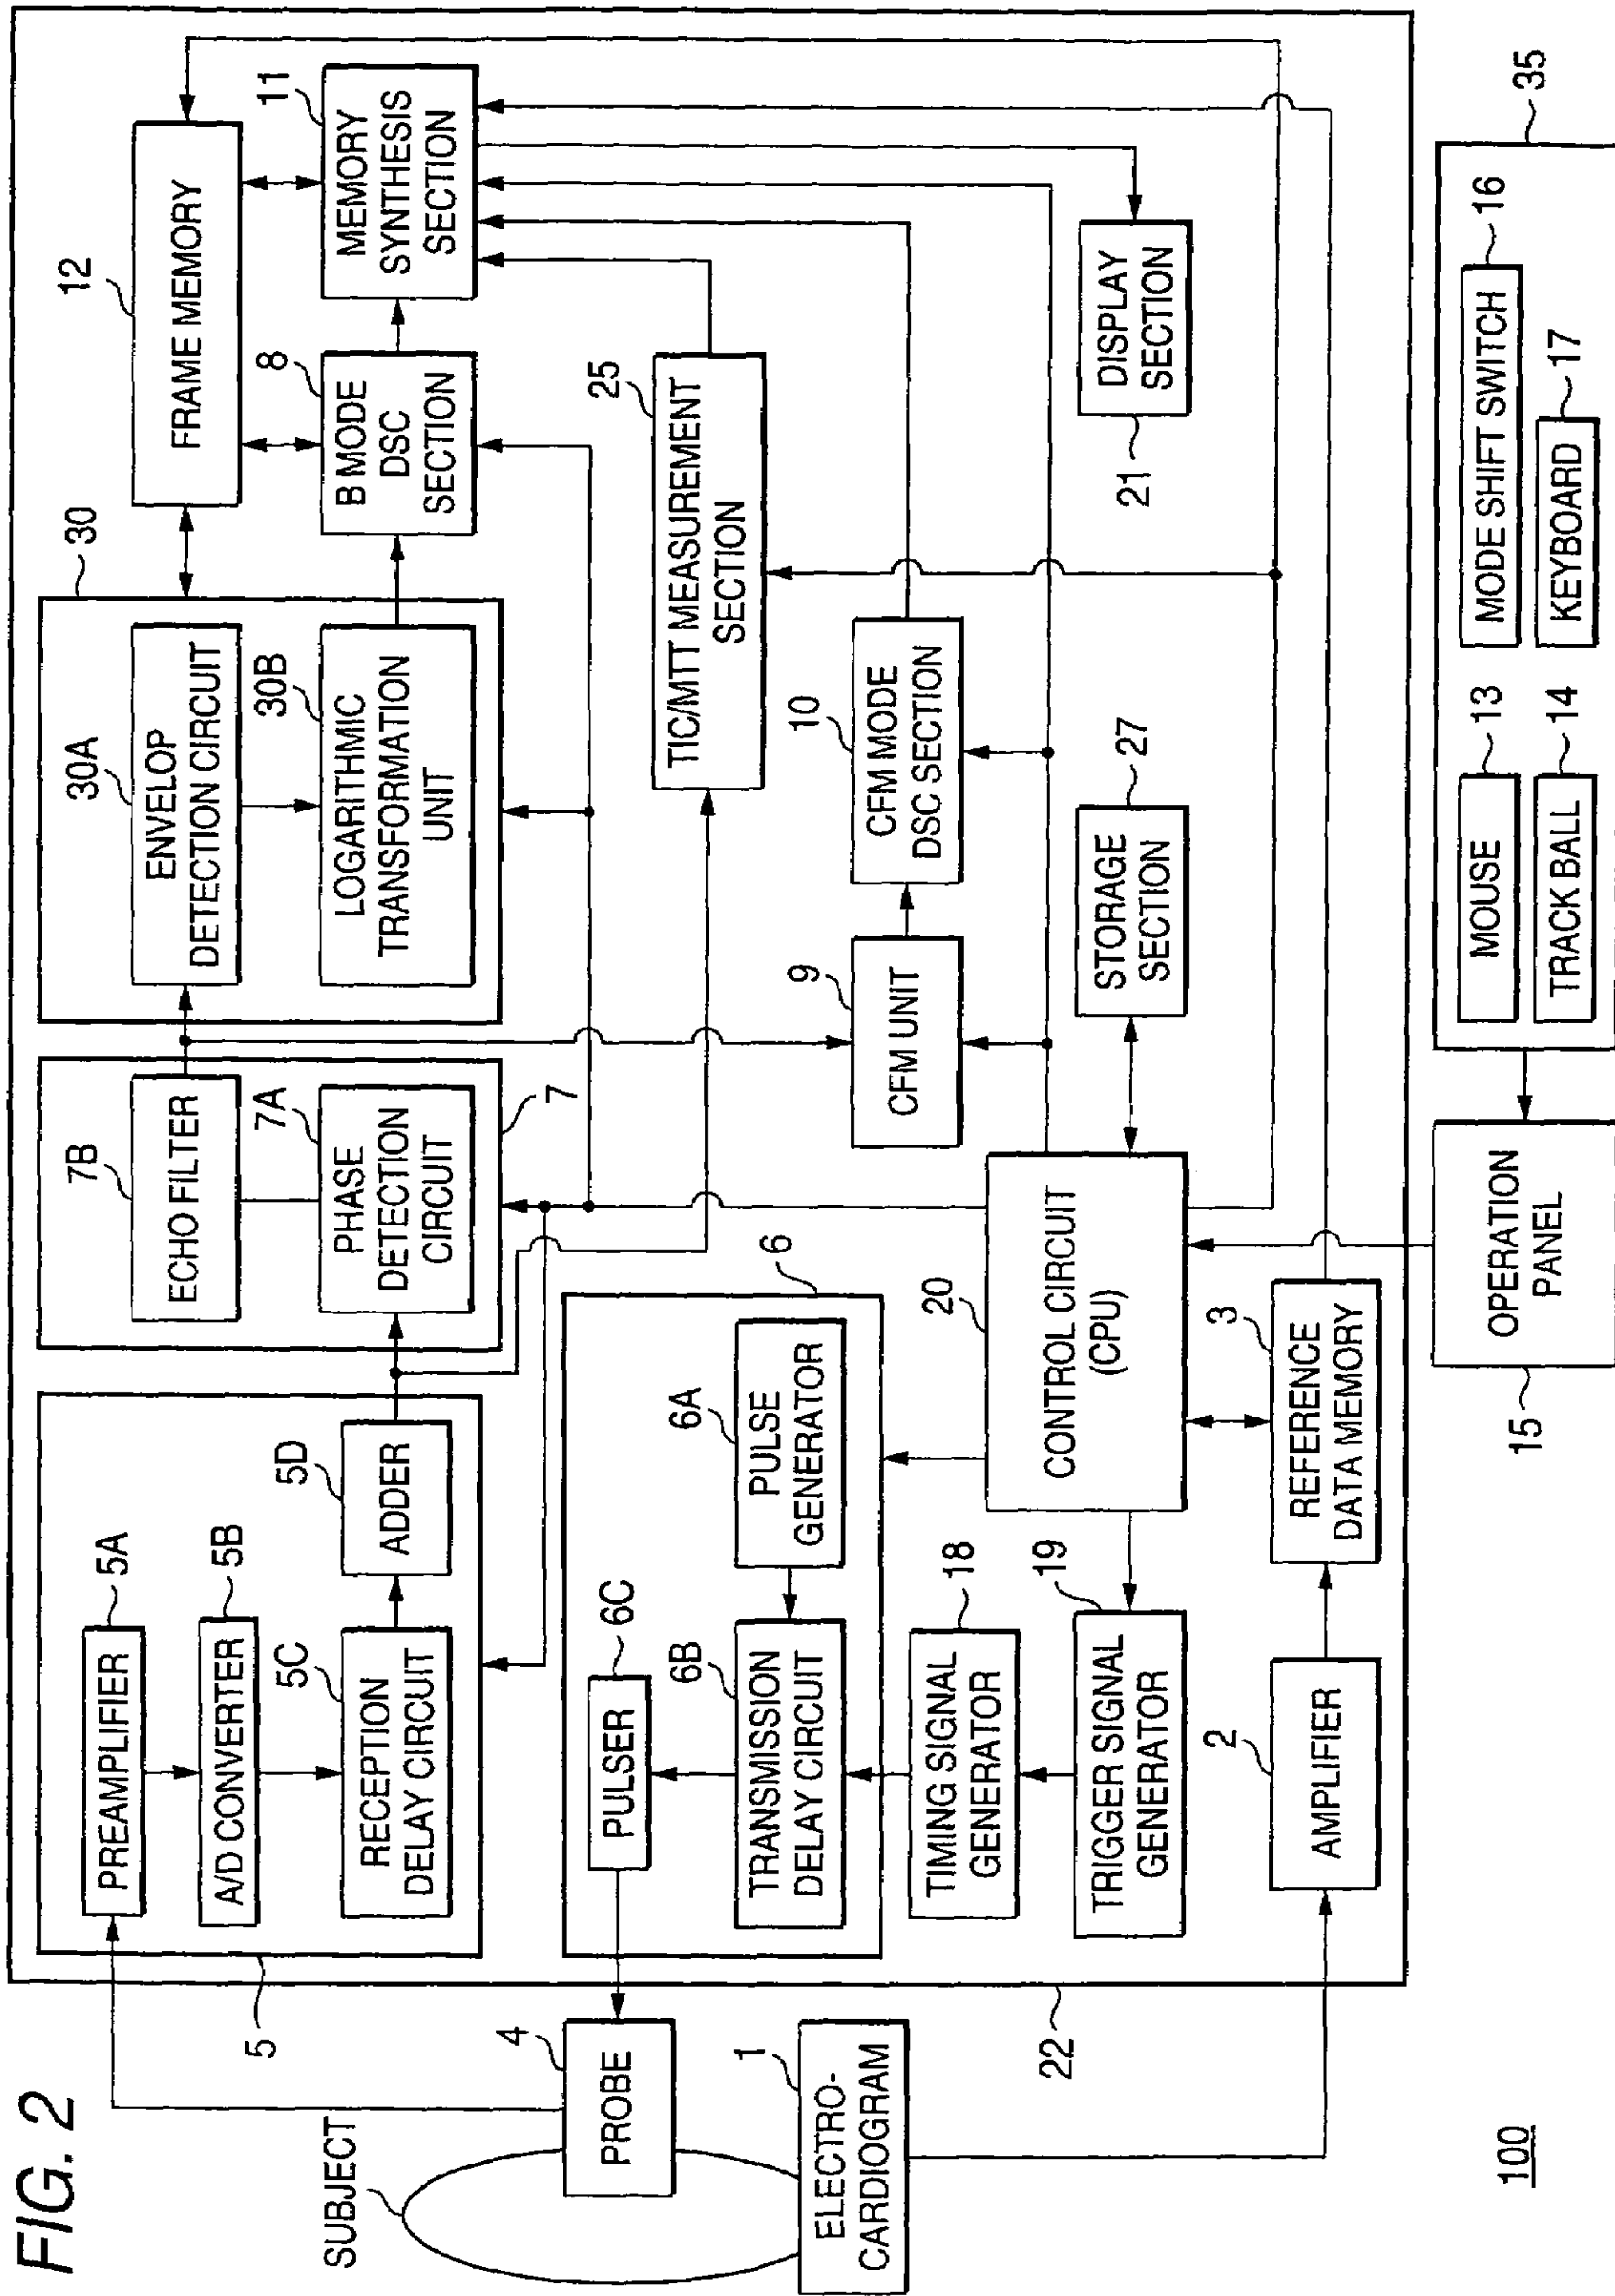 FIG. 2
SUBJECT
4
PROBE
1
ELECTRO-
CARDIOGRAM
100
5
5A
PREAMPLIFIER
5B
A/D CONVERTER
5C
RECEPTION
DELAY CIRCUIT
5D
ADDER
7B
ECHO FILTER
7A
PHASE
DETECTION
CIRCUIT
7
30
30A
ENVELOP
DETECTION CIRCUIT
30B
LOGARITHMIC
TRANSFORMATION
UNIT
12
FRAME MEMORY
8
B MODE
DSC
SECTION
11
MEMORY
SYNTHESIS
SECTION
6
6C
PULSER
6B
TRANSMISSION
DELAY CIRCUIT
6A
PULSE
GENERATOR
25
TIC/MTT MEASUREMENT
SECTION
9
CFM UNIT
10
CFM MODE
DSC SECTION
18
TIMING SIGNAL
GENERATOR
19
TRIGGER SIGNAL
GENERATOR
20
CONTROL CIRCUIT
(CPU)
27
STORAGE
SECTION
21
DISPLAY
SECTION
22
2
AMPLIFIER
3
REFERENCE
DATA MEMORY
15
OPERATION
PANEL
35
13
MOUSE
16
MODE SHIFT SWITCH
14
TRACK BALL
17
KEYBOARD